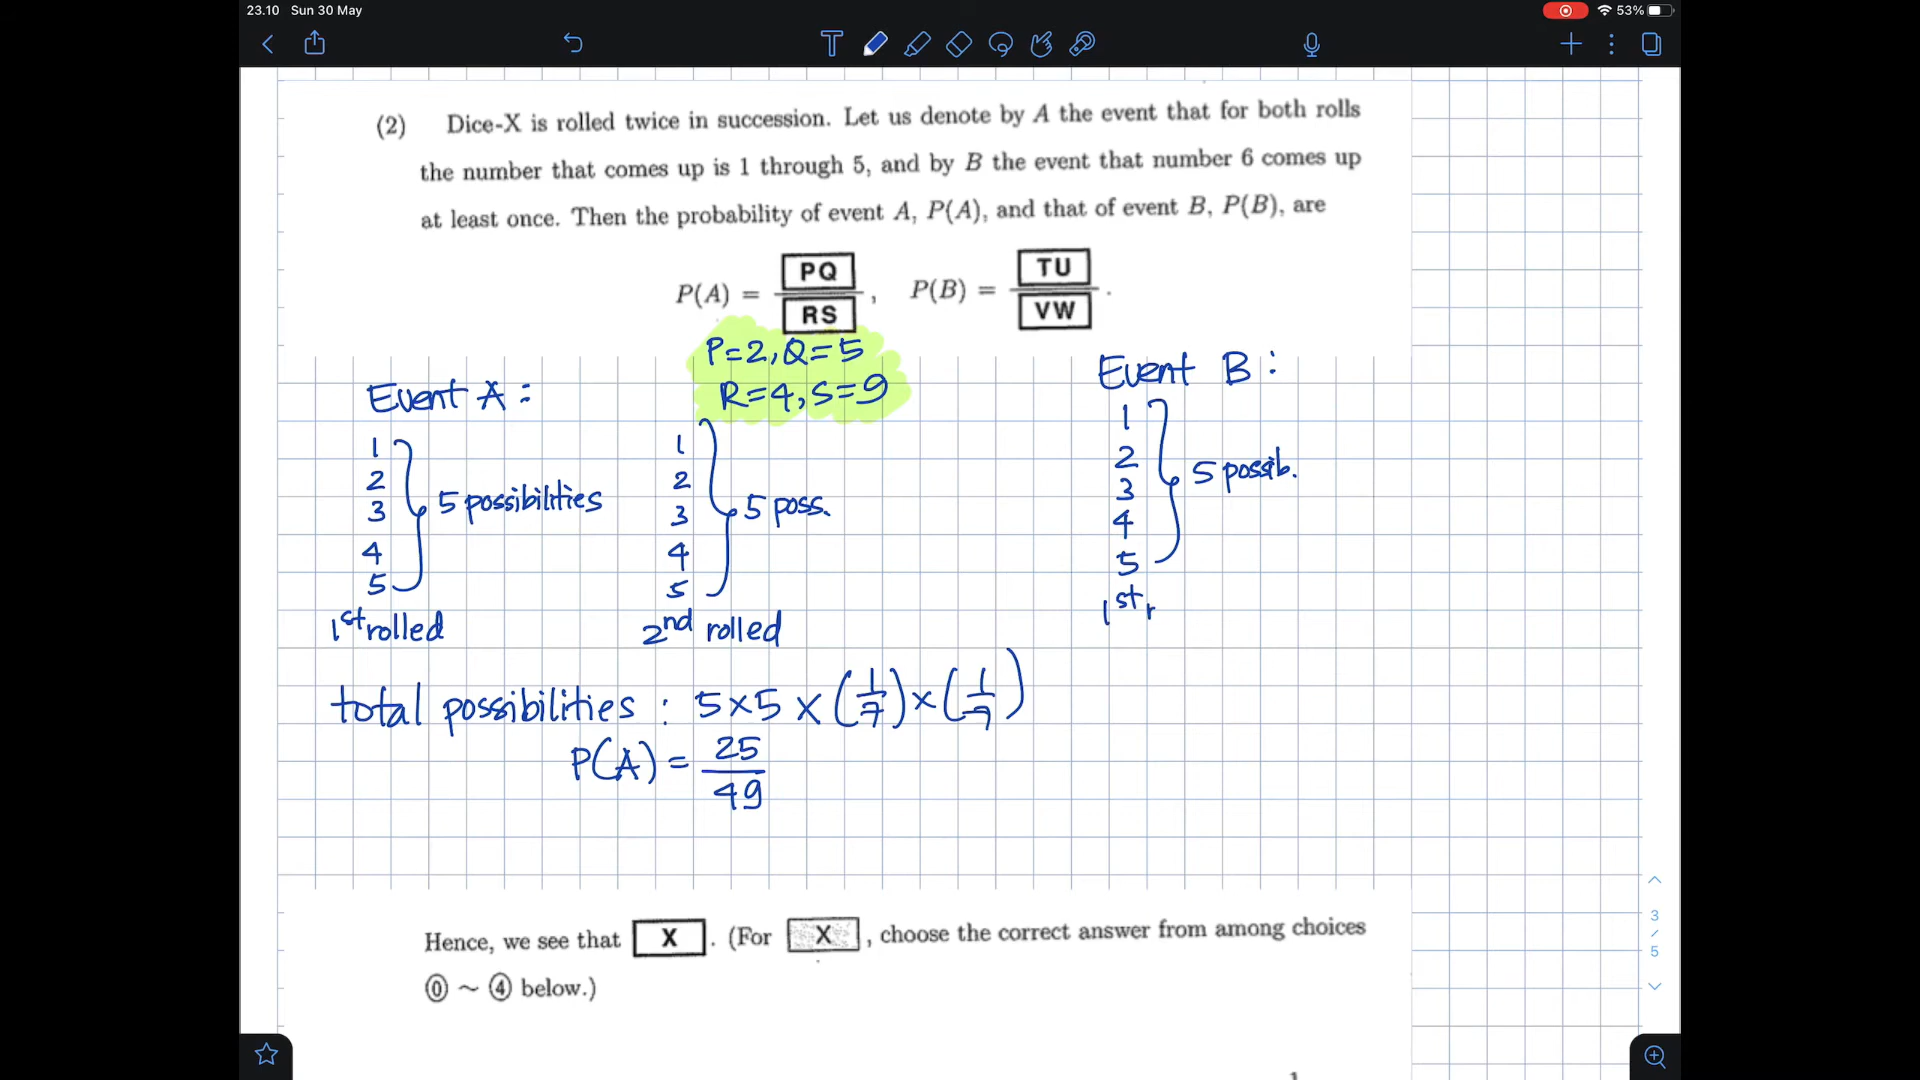 23.10 Sun 30 May
53%
(2) Dice-X is rolled twice in succession. Let us denote by A the event that for both rolls
the number that comes up is 1 through 5, and by B the event that number 6 comes up
at least once. Then the probability of event A, P(A), and that of event B, P(B), are
P(A) = PQ / RS , P(B) = TU / VW .
P=2, Q=5
R=4, S=9
Event A :
1
2
3
4
5
5 possibilities
1st rolled
1
2
3
4
5
5 poss.
2nd rolled
Event B :
1
2
3
4
5
5 possib.
1st r
total possibilities : 5×5 × (1/7) × (1/7)
P(A) = 25/49
Hence, we see that X . (For X , choose the correct answer from among choices
⓪ ~ ④ below.)
3
/
5